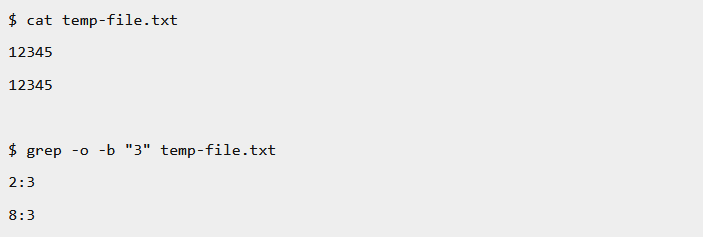 $ cat temp-file.txt
12345
12345
$ grep -o -b "3" temp-file.txt
2:3
8:3